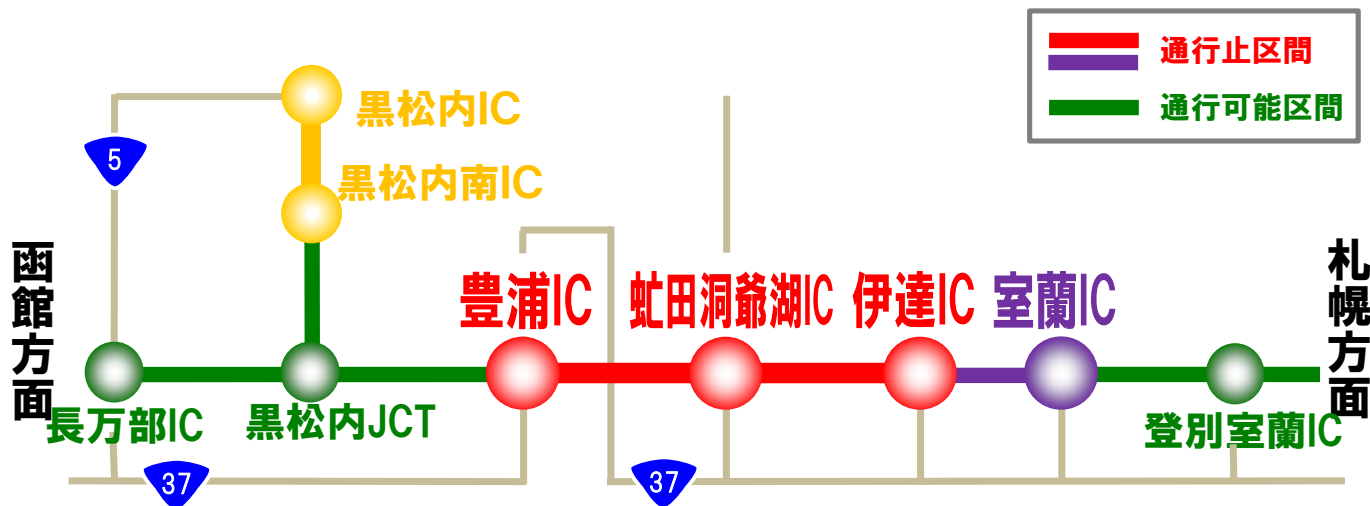 通行止区間
通行可能区間
黒松内IC
5
黒松内南IC
函館方面
札幌方面
豊浦IC
虻田洞爺湖IC
伊達IC
室蘭IC
長万部IC
黒松内JCT
登別室蘭IC
37
37